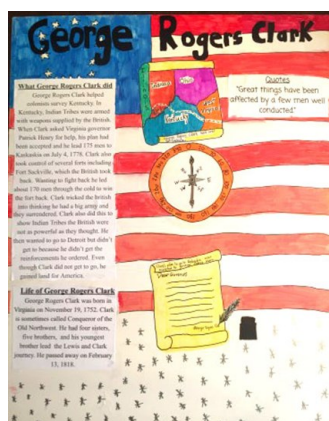 George Rogers Clark
What George Rogers Clark did
George Rogers Clark helped
colonists survey Kentucky. In
Kentucky, Indian Tribes were armed
with weapons supplied by the British.
When Clark asked Virginia governor
Patrick Henry for help, his plan had
been accepted and he lead 175 men to
Kaskaskia on July 4, 1778. Clark also
took control of several forts including
Fort Sackville, which the British took
back. Wanting to fight back he led
about 170 men through the cold to win
the fort back. Clark tricked the British
into thinking he had a big army and
they surrendered. Clark also did this to
show Indian Tribes the British were
not as powerful as they thought. He
then wanted to go to Detroit but didn't
get to because he didn't get the
reinforcements he ordered. Even
though Clark did not get to go, he
gained land for America.
Life of George Rogers Clark
George Rogers Clark was born in
Virginia on November 19, 1752. Clark
is sometimes called Conqueror of the
Old Northwest. He had four sisters,
five brothers, and his youngest
brother lead the Lewis and Clark
journey. He passed away on February
13, 1818.
Quotes
"Great things have been
affected by a few men well
conducted"
Dear General